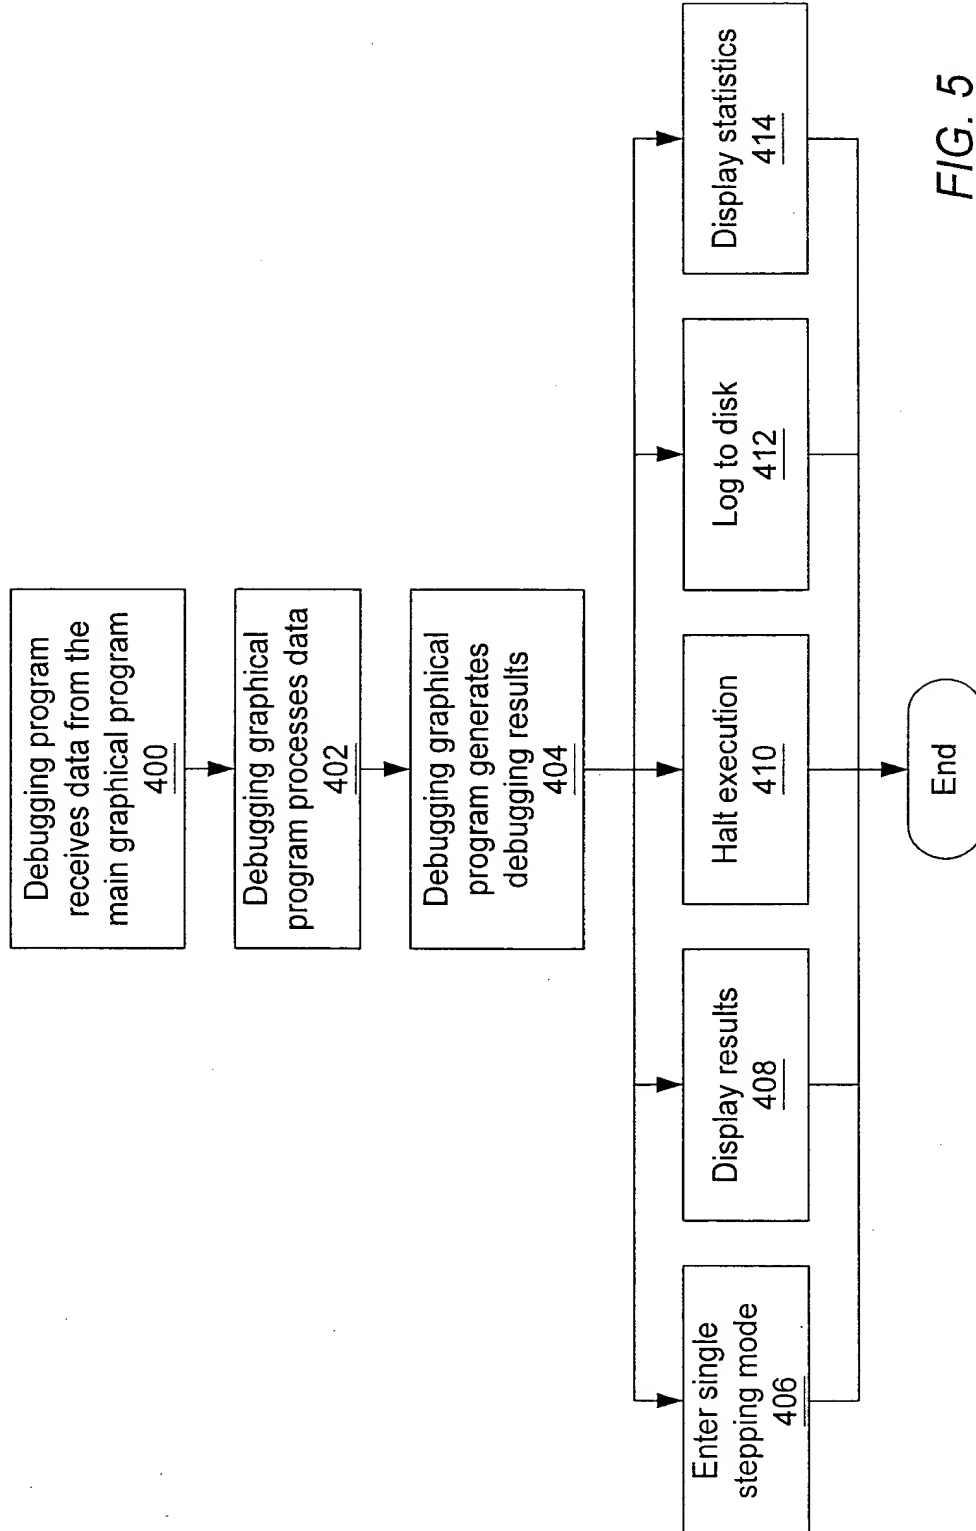 Debugging program
receives data from the
main graphical program
400
Debugging graphical
program processes data
402
Debugging graphical
program generates
debugging results
404
Enter single
stepping mode
406
Display results
408
Halt execution
410
Log to disk
412
Display statistics
414
End
FIG. 5